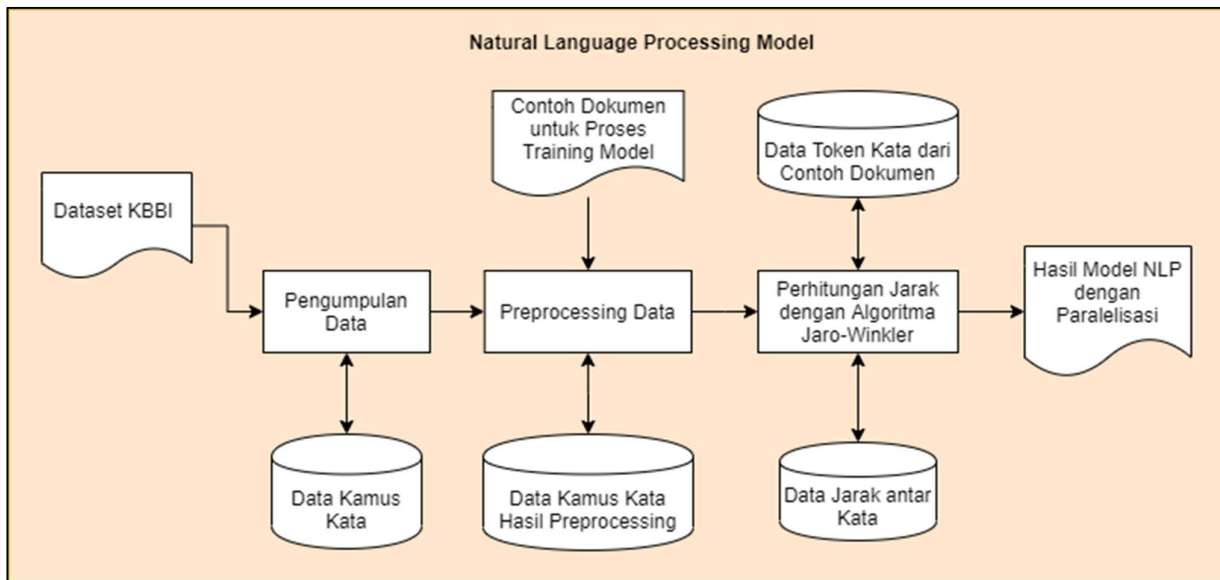 Natural Language Processing Model
Contoh Dokumen
untuk Proses
Training Model
Data Token Kata dari
Contoh Dokumen
Dataset KBBI
Pengumpulan
Data
Preprocessing Data
Perhitungan Jarak
dengan Algoritma
Jaro-Winkler
Hasil Model NLP
dengan
Paralelisasi
Data Kamus
Kata
Data Kamus Kata
Hasil Preprocessing
Data Jarak antar
Kata